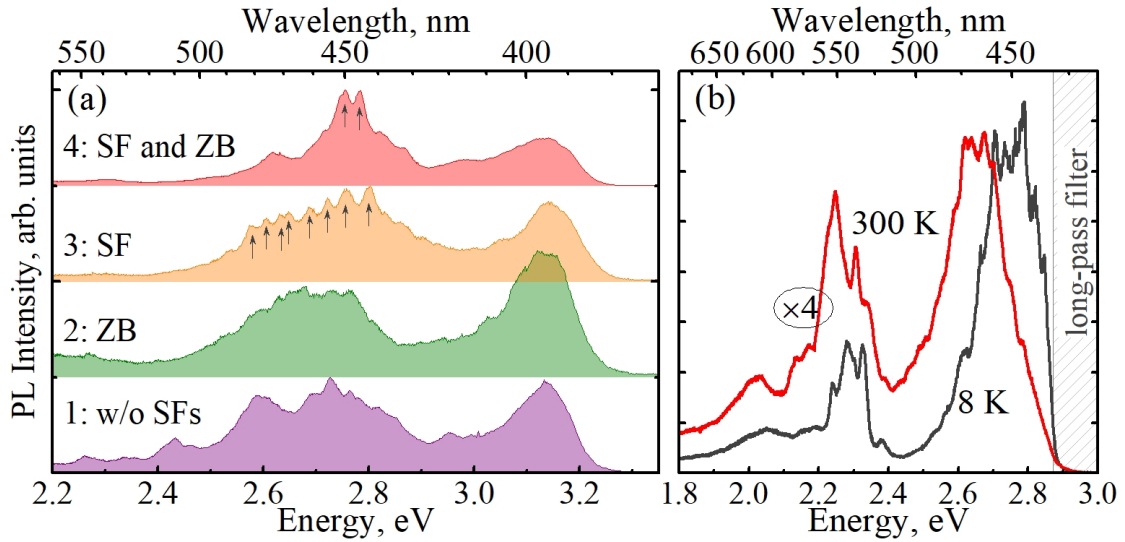 Wavelength, nm
550 500 450 400
(a)
4: SF and ZB
3: SF
2: ZB
1: w/o SFs
PL Intensity, arb. units
2.2 2.4 2.6 2.8 3.0 3.2
Energy, eV
Wavelength, nm
650 600 550 500 450
(b)
300 K
×4
8 K
long-pass filter
1.8 2.0 2.2 2.4 2.6 2.8 3.0
Energy, eV